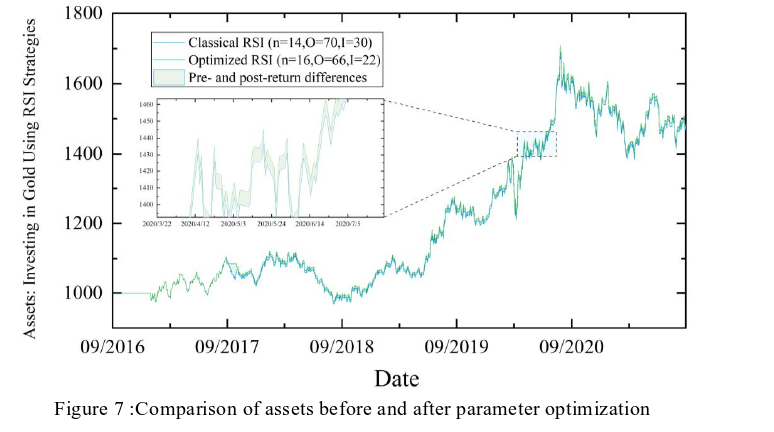 Assets: Investing in Gold Using RSI Strategies
1800
1600
1400
1200
1000
Classical RSI (n=14,O=70,I=30)
Optimized RSI (n=16,O=66,I=22)
Pre- and post-return differences
1460
1450
1440
1430
1420
1410
1400
2020/3/22 2020/4/12 2020/5/3 2020/5/24 2020/6/14 2020/7/5
09/2016 09/2017 09/2018 09/2019 09/2020
Date
Figure 7 :Comparison of assets before and after parameter optimization